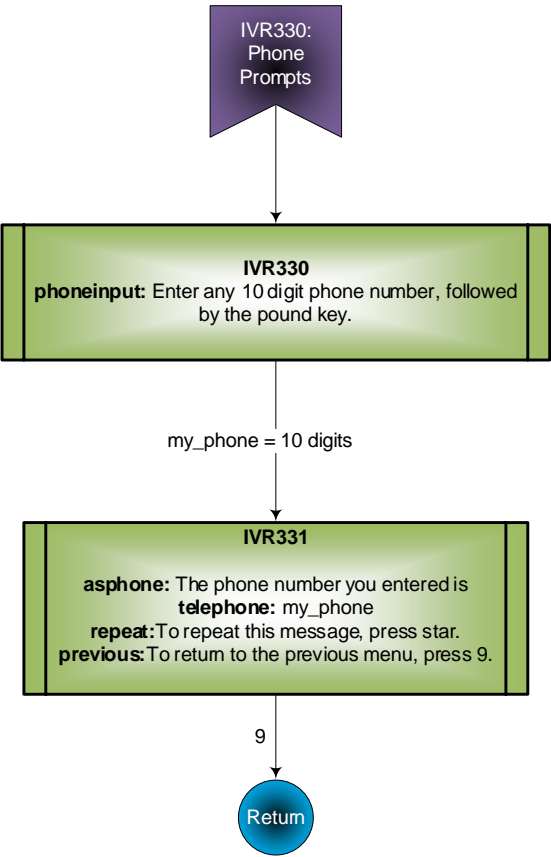 IVR330:
Phone
Prompts
IVR330
phoneinput: Enter any 10 digit phone number, followed
by the pound key.
my_phone = 10 digits
IVR331
asphone: The phone number you entered is
telephone: my_phone
repeat:To repeat this message, press star.
previous:To return to the previous menu, press 9.
9
Return